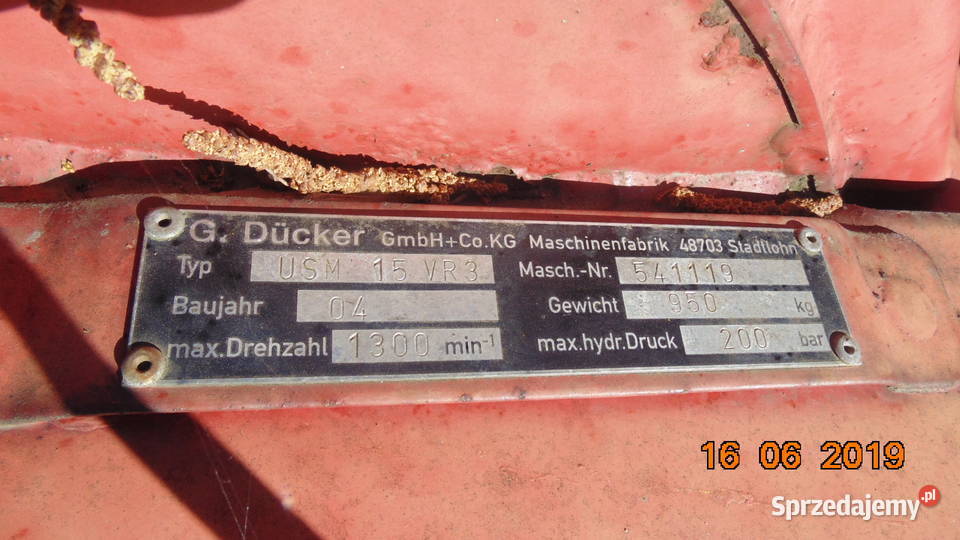 G. Dücker GmbH+Co.KG Maschinenfabrik 48703 Stadtlohn
Typ USM 15 VR3 Masch.-Nr. 541119
Baujahr 04 Gewicht 950 kg
max.Drehzahl 1300 min⁻¹ max.hydr.Druck 200 bar
16 06 2019
Sprzedajemy.pl